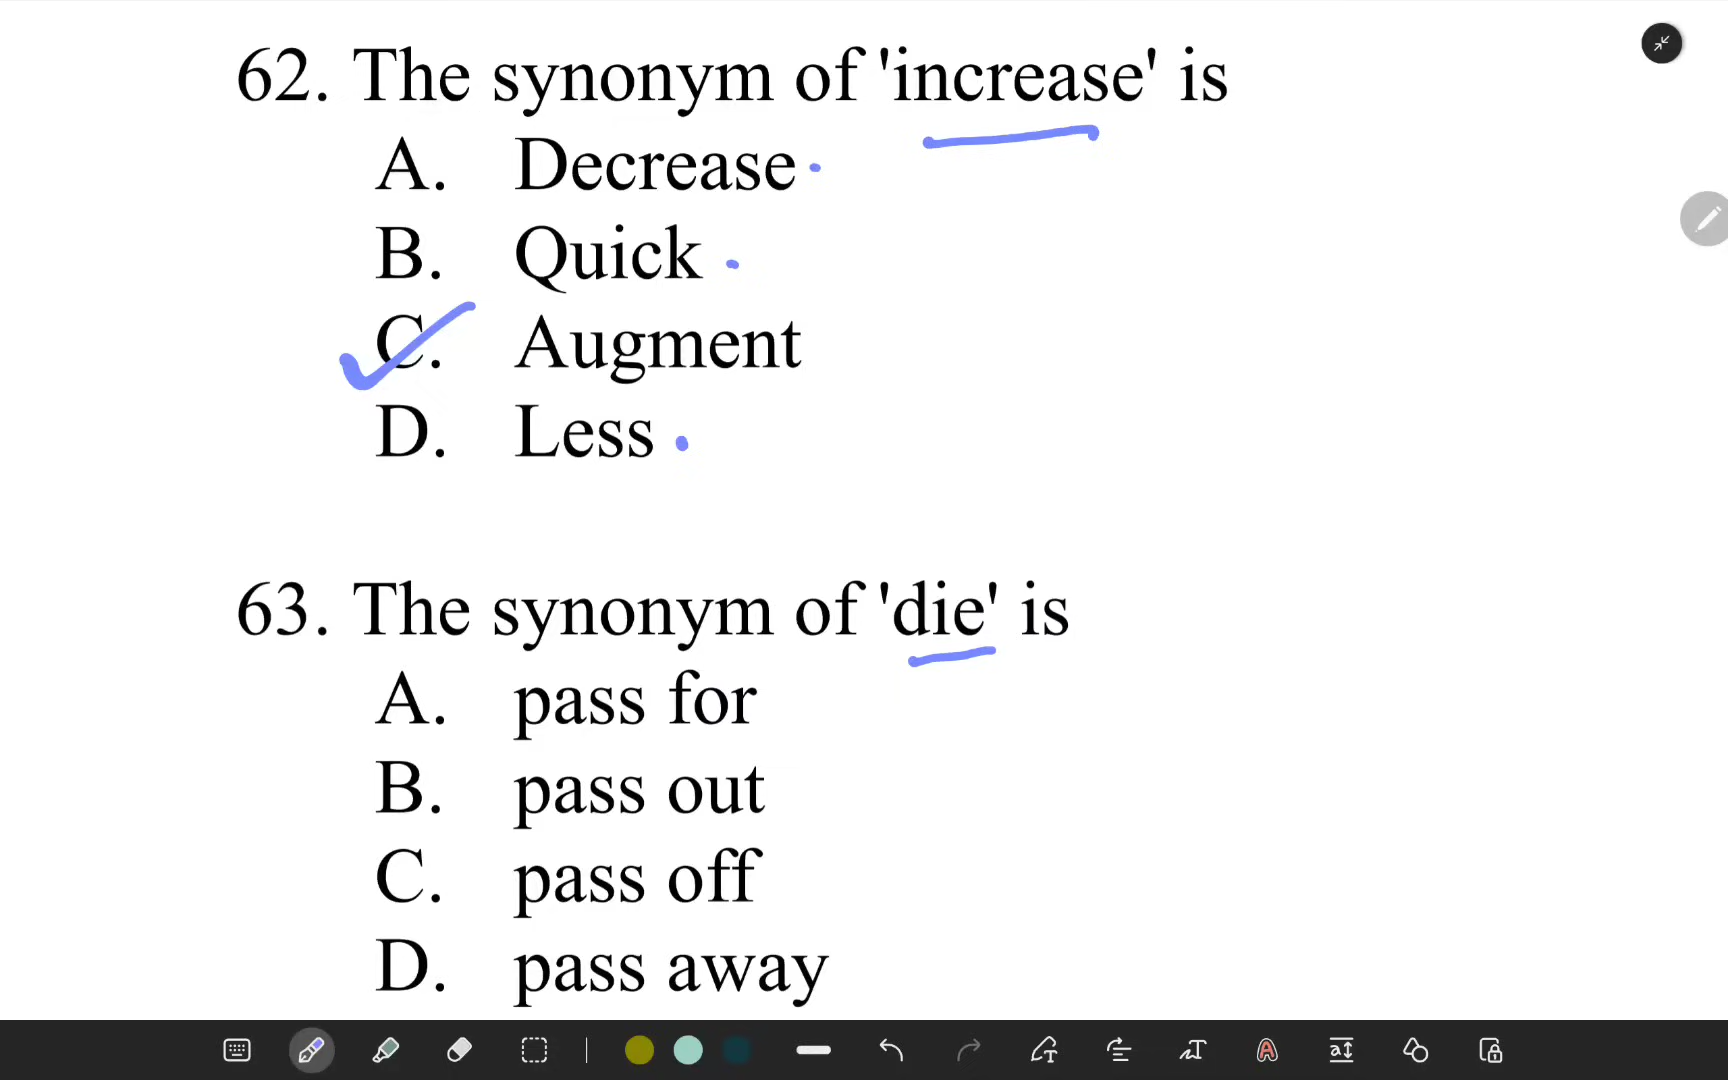 62. The synonym of 'increase' is
A. Decrease
B. Quick
C. Augment
D. Less
63. The synonym of 'die' is
A. pass for
B. pass out
C. pass off
D. pass away